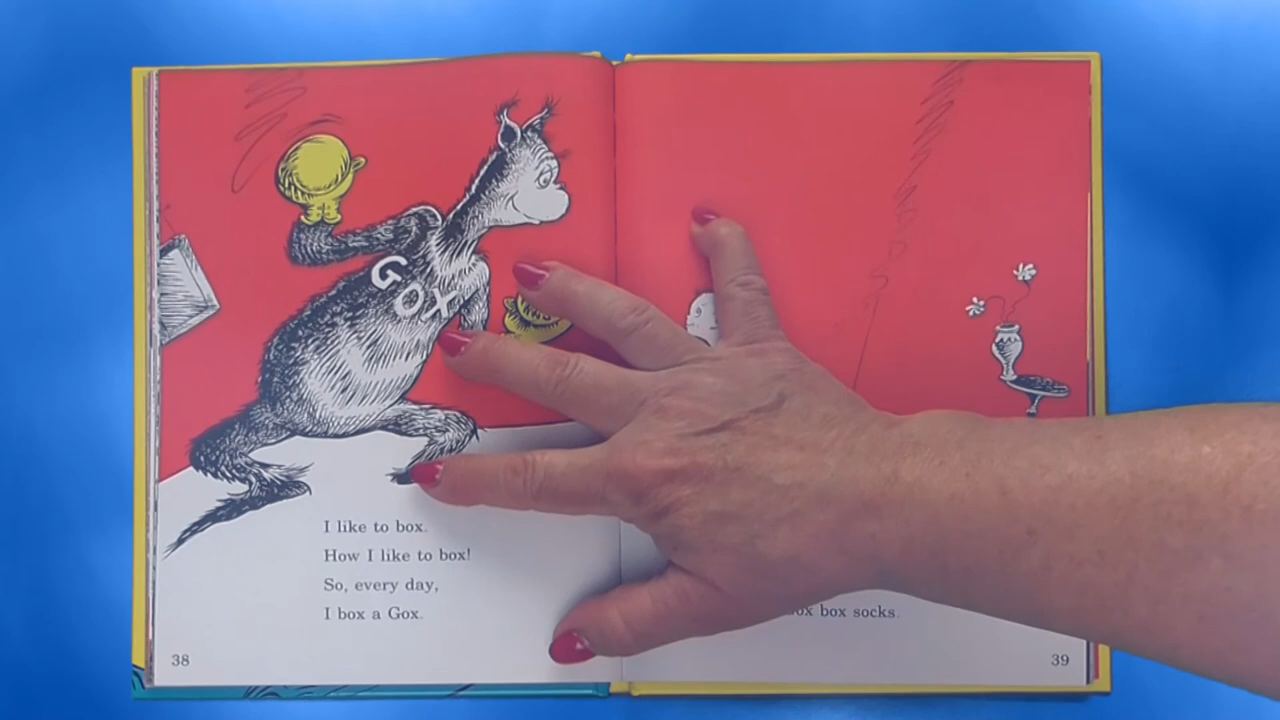 GOX
I like to box.
How I like to box!
So, every day,
I box a Gox.
box socks.
38
39